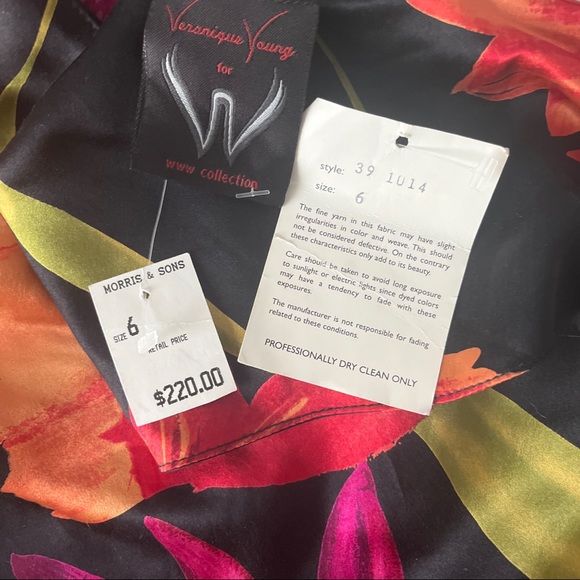 Veronique Young
for
www collection
style: 39 1U14
size: 6
The fine yarn in this fabric may have slight
irregularities in color and weave. This should
not be considered defective. On the contrary
these characteristics only add to its beauty.
Care should be taken to avoid long exposure
to sunlight or electric lights since dyed colors
may have a tendency to fade with these
exposures.
The manufacturer is not responsible for fading
related to these conditions.
PROFESSIONALLY DRY CLEAN ONLY
MORRIS & SONS
SIZE 6
RETAIL PRICE
$220.00